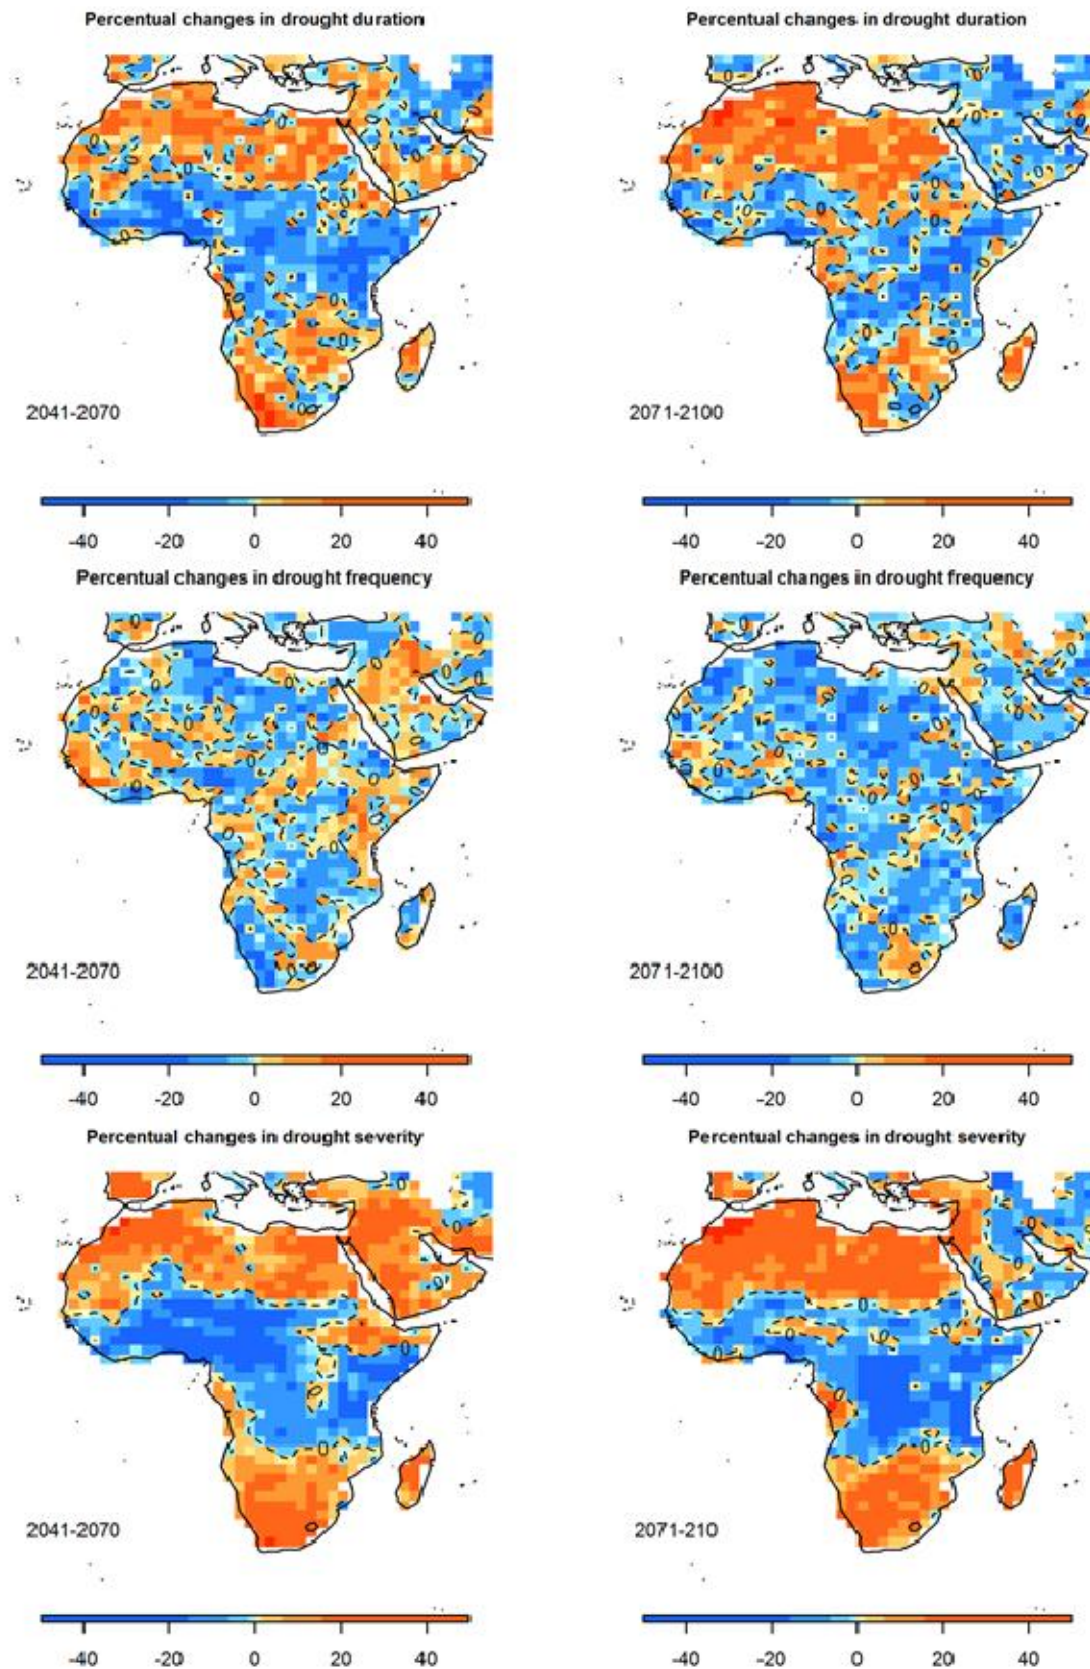 Percentual changes in drought duration
Percentual changes in drought duration
2041-2070
2071-2100
-40 -20 0 20 40
-40 -20 0 20 40
Percentual changes in drought frequency
Percentual changes in drought frequency
2041-2070
2071-2100
-40 -20 0 20 40
-40 -20 0 20 40
Percentual changes in drought severity
Percentual changes in drought severity
2041-2070
2071-210
-40 -20 0 20 40
-40 -20 0 20 40